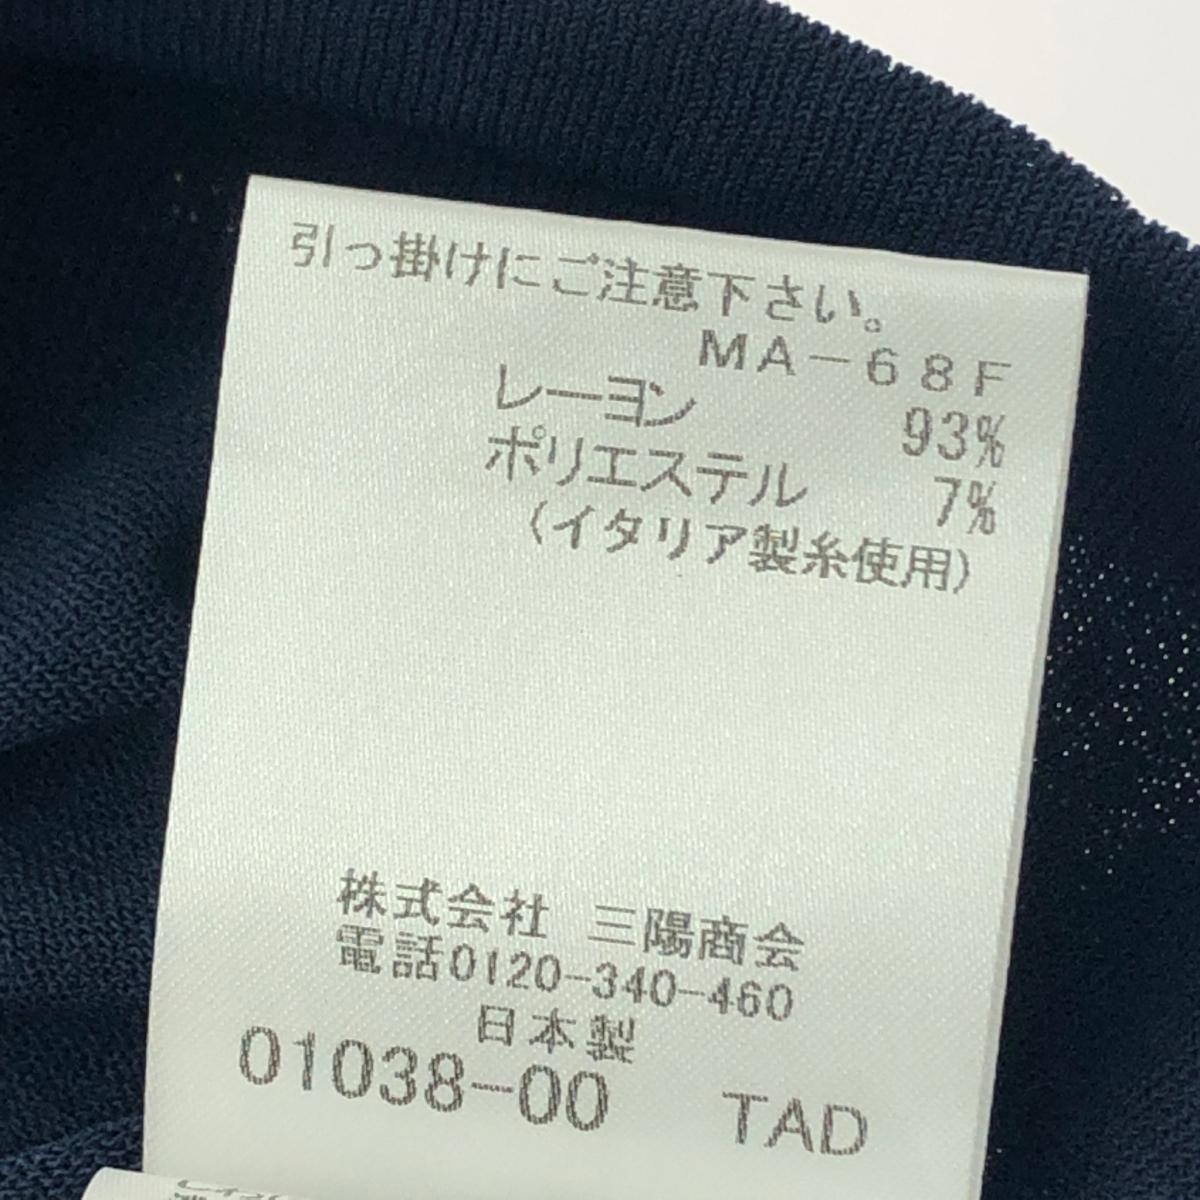 引っ掛けにご注意下さい。
MA-68F
レーヨン 93%
ポリエステル 7%
(イタリア製糸使用)
株式会社 三陽商会
電話0120-340-460
日本製
01038-00 TAD